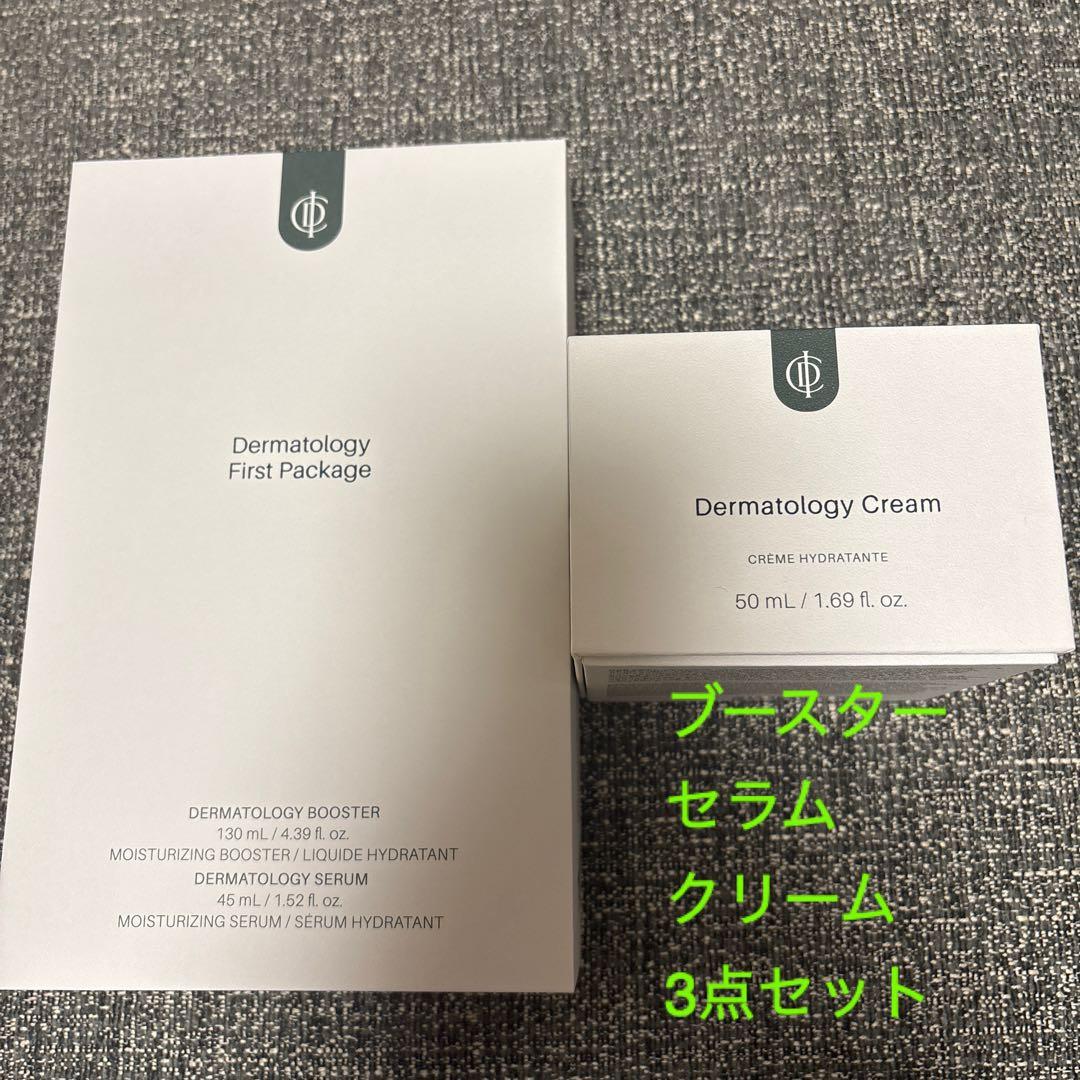 Dermatology
First Package
DERMATOLOGY BOOSTER
130 mL / 4.39 fl. oz.
MOISTURIZING BOOSTER / LIQUIDE HYDRATANT
DERMATOLOGY SERUM
45 mL / 1.52 fl. oz.
MOISTURIZING SERUM / SÉRUM HYDRATANT
Dermatology Cream
CRÈME HYDRATANTE
50 mL / 1.69 fl. oz.
ブースター
セラム
クリーム
3点セット